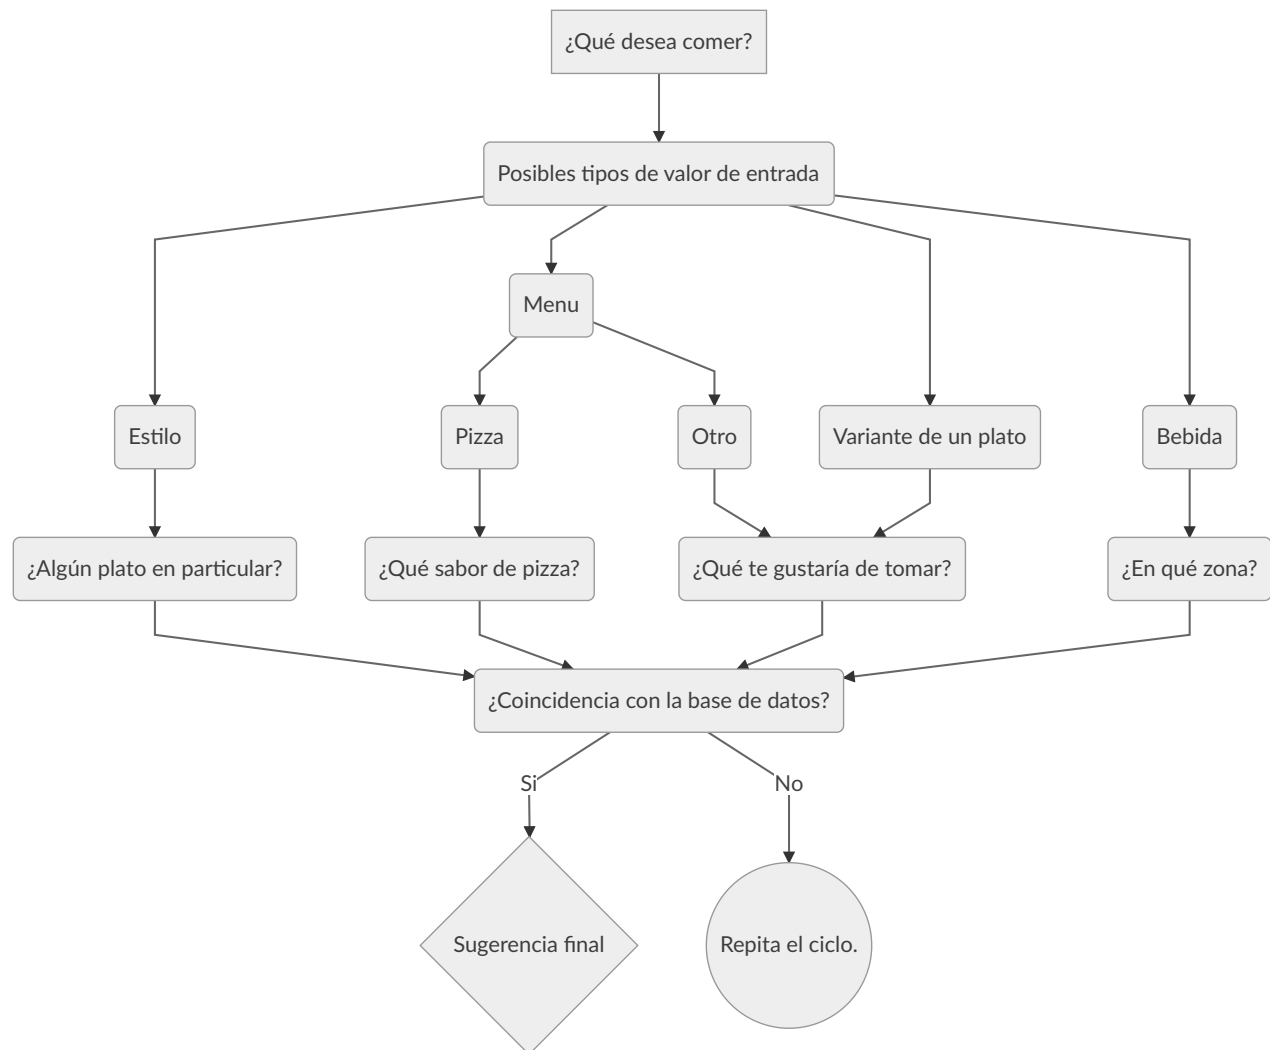 ¿Qué desea comer?
Posibles tipos de valor de entrada
Menu
Estilo
Pizza
Otro
Variante de un plato
Bebida
¿Algún plato en particular?
¿Qué sabor de pizza?
¿Qué te gustaría de tomar?
¿En qué zona?
¿Coincidencia con la base de datos?
Si
No
Sugerencia final
Repita el ciclo.